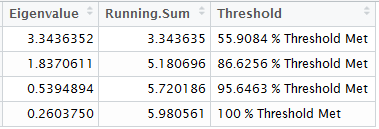 Eigenvalue Running.Sum Threshold
3.3436352 3.343635 55.9084 % Threshold Met
1.8370611 5.180696 86.6256 % Threshold Met
0.5394894 5.720186 95.6463 % Threshold Met
0.2603750 5.980561 100 % Threshold Met